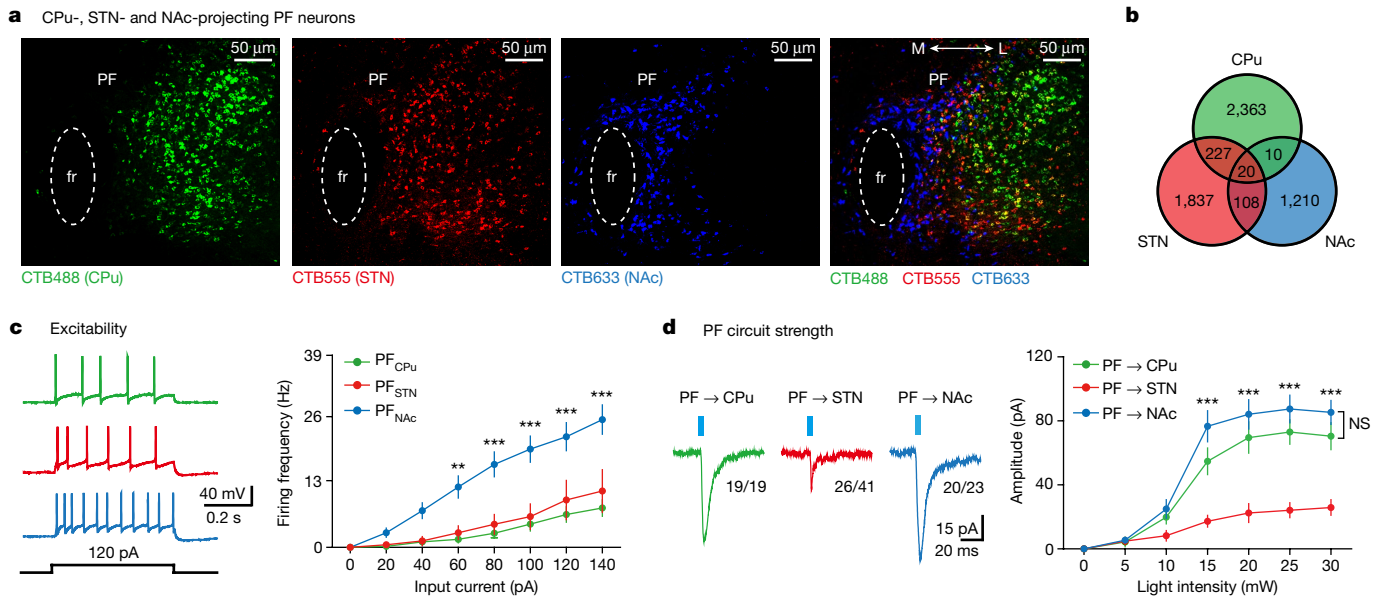 a CPu-, STN- and NAc-projecting PF neurons
50 μm
PF
fr
CTB488 (CPu)
50 μm
PF
fr
CTB555 (STN)
50 μm
PF
fr
CTB633 (NAc)
M L
50 μm
PF
fr
CTB488 CTB555 CTB633
b
CPu
2,363
227
10
20
1,837
108
1,210
STN
NAc
c Excitability
40 mV
0.2 s
120 pA
Firing frequency (Hz)
39
26
13
0
PFCPu
PFSTN
PFNAc
**
***
***
***
***
0 20 40 60 80 100 120 140
Input current (pA)
d PF circuit strength
PF → CPu
19/19
PF → STN
26/41
PF → NAc
20/23
15 pA
20 ms
Amplitude (pA)
120
80
40
0
PF → CPu
PF → STN
PF → NAc
*** *** *** ***
NS
0 5 10 15 20 25 30
Light intensity (mW)